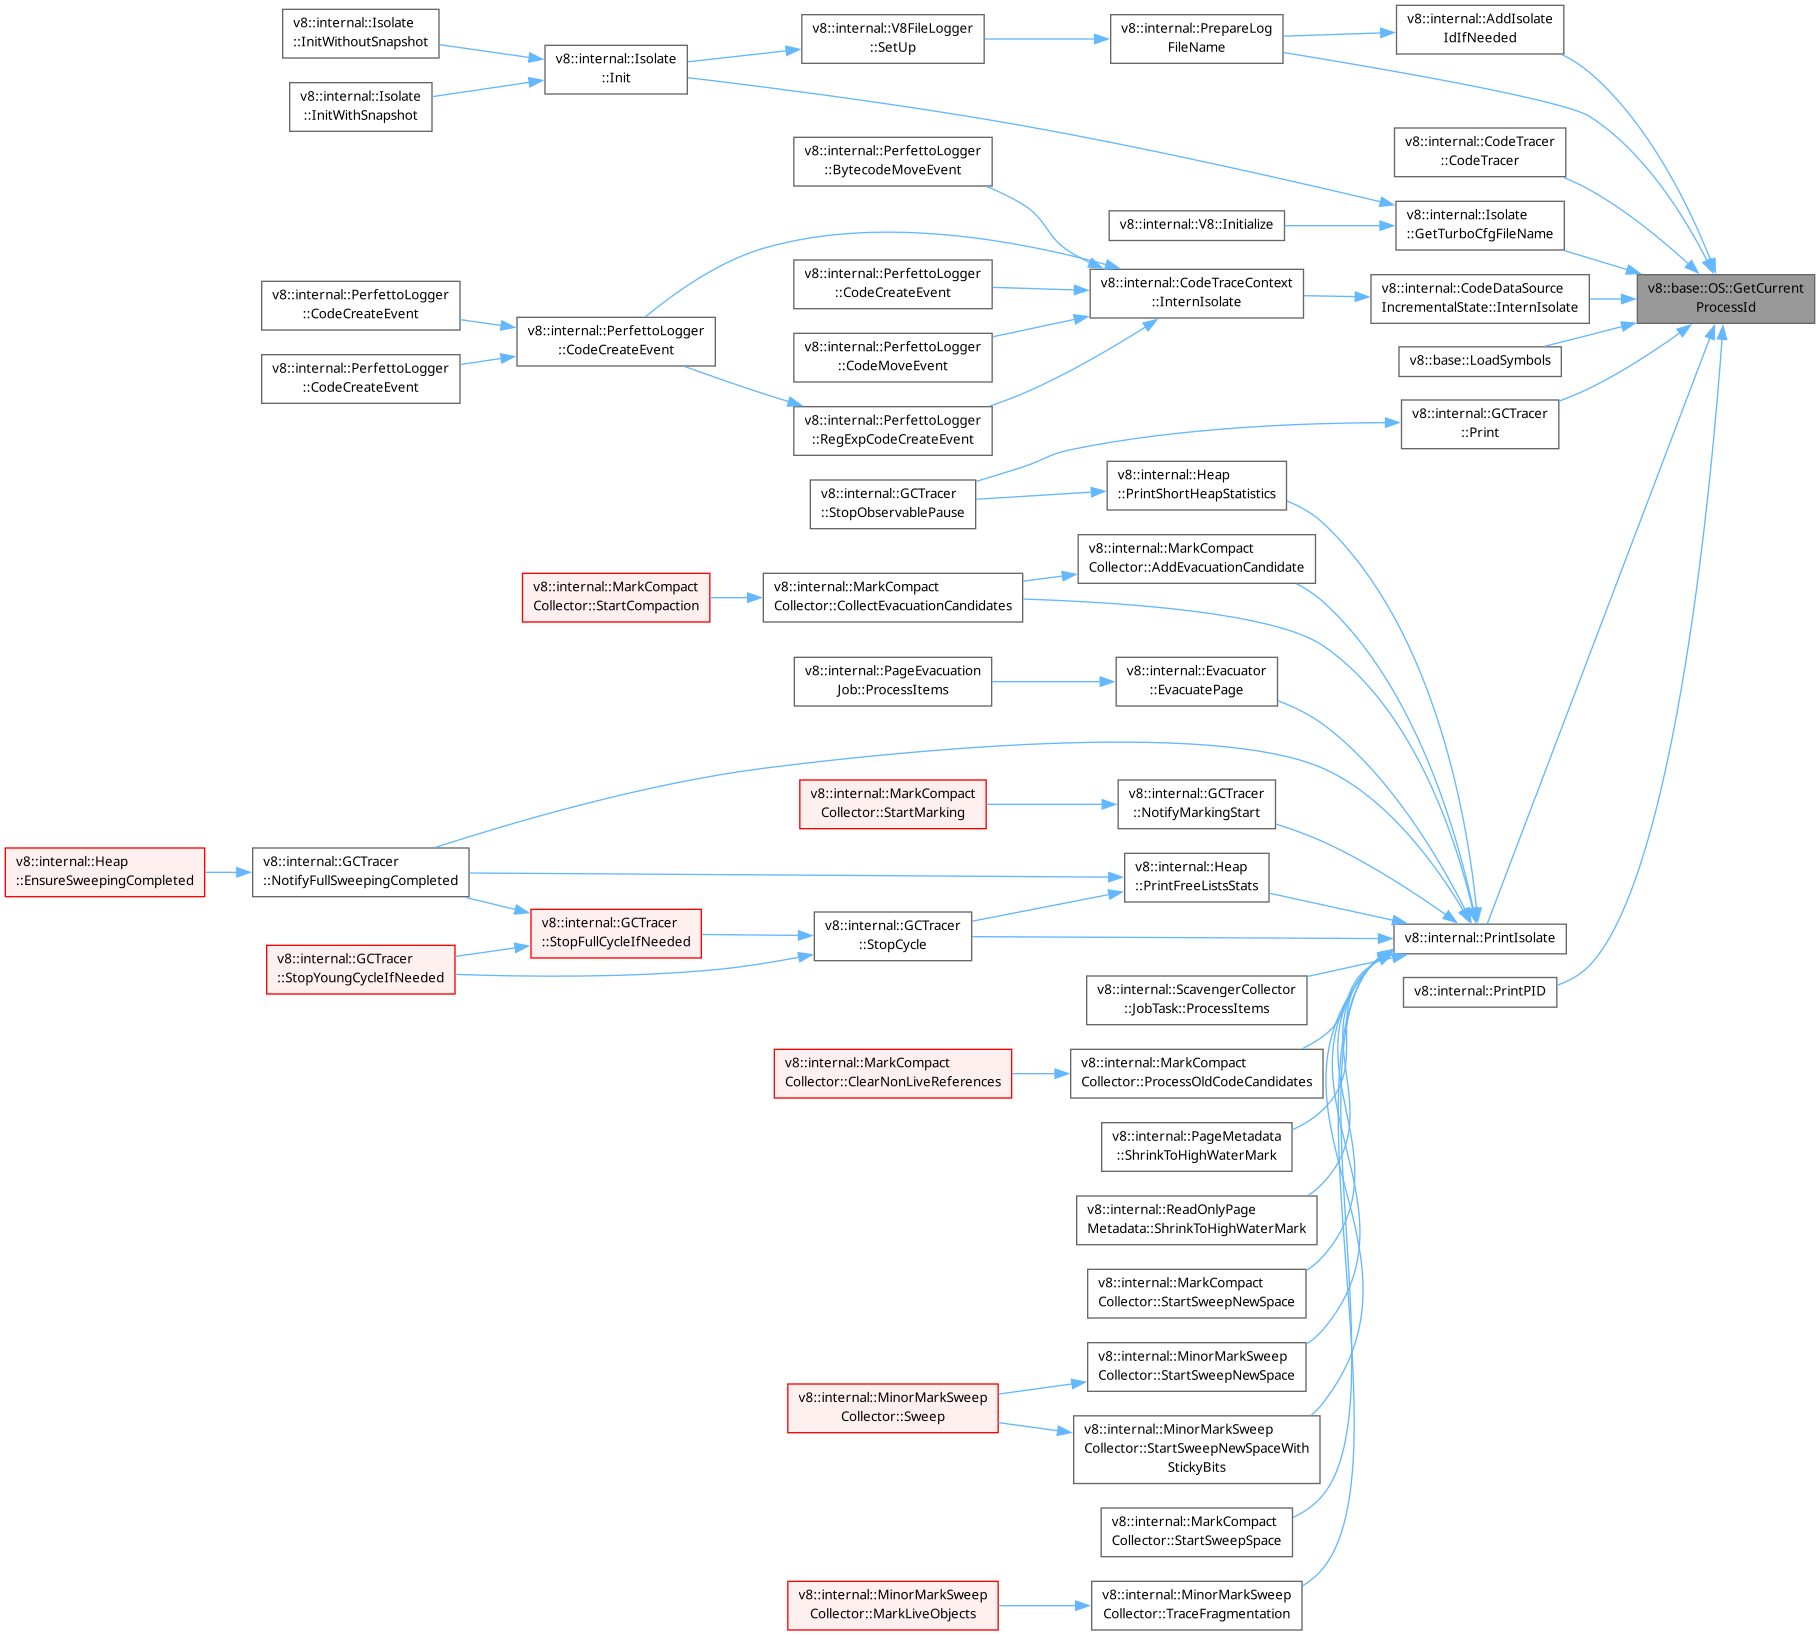 v8::internal::Isolate
::InitWithoutSnapshot
v8::internal::Isolate
::InitWithSnapshot
v8::internal::Isolate
::Init
v8::internal::V8FileLogger
::SetUp
v8::internal::PrepareLog
FileName
v8::internal::AddIsolate
IdIfNeeded
v8::internal::CodeTracer
::CodeTracer
v8::internal::PerfettoLogger
::BytecodeMoveEvent
v8::internal::V8::Initialize
v8::internal::Isolate
::GetTurboCfgFileName
v8::internal::PerfettoLogger
::CodeCreateEvent
v8::internal::PerfettoLogger
::CodeCreateEvent
v8::internal::PerfettoLogger
::CodeCreateEvent
v8::internal::PerfettoLogger
::CodeCreateEvent
v8::internal::PerfettoLogger
::CodeMoveEvent
v8::internal::PerfettoLogger
::RegExpCodeCreateEvent
v8::internal::CodeTraceContext
::InternIsolate
v8::internal::CodeDataSource
IncrementalState::InternIsolate
v8::base::OS::GetCurrent
ProcessId
v8::base::LoadSymbols
v8::internal::GCTracer
::Print
v8::internal::GCTracer
::StopObservablePause
v8::internal::Heap
::PrintShortHeapStatistics
v8::internal::MarkCompact
Collector::StartCompaction
v8::internal::MarkCompact
Collector::CollectEvacuationCandidates
v8::internal::MarkCompact
Collector::AddEvacuationCandidate
v8::internal::PageEvacuation
Job::ProcessItems
v8::internal::Evacuator
::EvacuatePage
v8::internal::MarkCompact
Collector::StartMarking
v8::internal::GCTracer
::NotifyMarkingStart
v8::internal::Heap
::EnsureSweepingCompleted
v8::internal::GCTracer
::NotifyFullSweepingCompleted
v8::internal::Heap
::PrintFreeListsStats
v8::internal::GCTracer
::StopFullCycleIfNeeded
v8::internal::GCTracer
::StopYoungCycleIfNeeded
v8::internal::GCTracer
::StopCycle
v8::internal::PrintIsolate
v8::internal::PrintPID
v8::internal::ScavengerCollector
::JobTask::ProcessItems
v8::internal::MarkCompact
Collector::ClearNonLiveReferences
v8::internal::MarkCompact
Collector::ProcessOldCodeCandidates
v8::internal::PageMetadata
::ShrinkToHighWaterMark
v8::internal::ReadOnlyPage
Metadata::ShrinkToHighWaterMark
v8::internal::MarkCompact
Collector::StartSweepNewSpace
v8::internal::MinorMarkSweep
Collector::StartSweepNewSpace
v8::internal::MinorMarkSweep
Collector::Sweep
v8::internal::MinorMarkSweep
Collector::StartSweepNewSpaceWith
StickyBits
v8::internal::MarkCompact
Collector::StartSweepSpace
v8::internal::MinorMarkSweep
Collector::MarkLiveObjects
v8::internal::MinorMarkSweep
Collector::TraceFragmentation